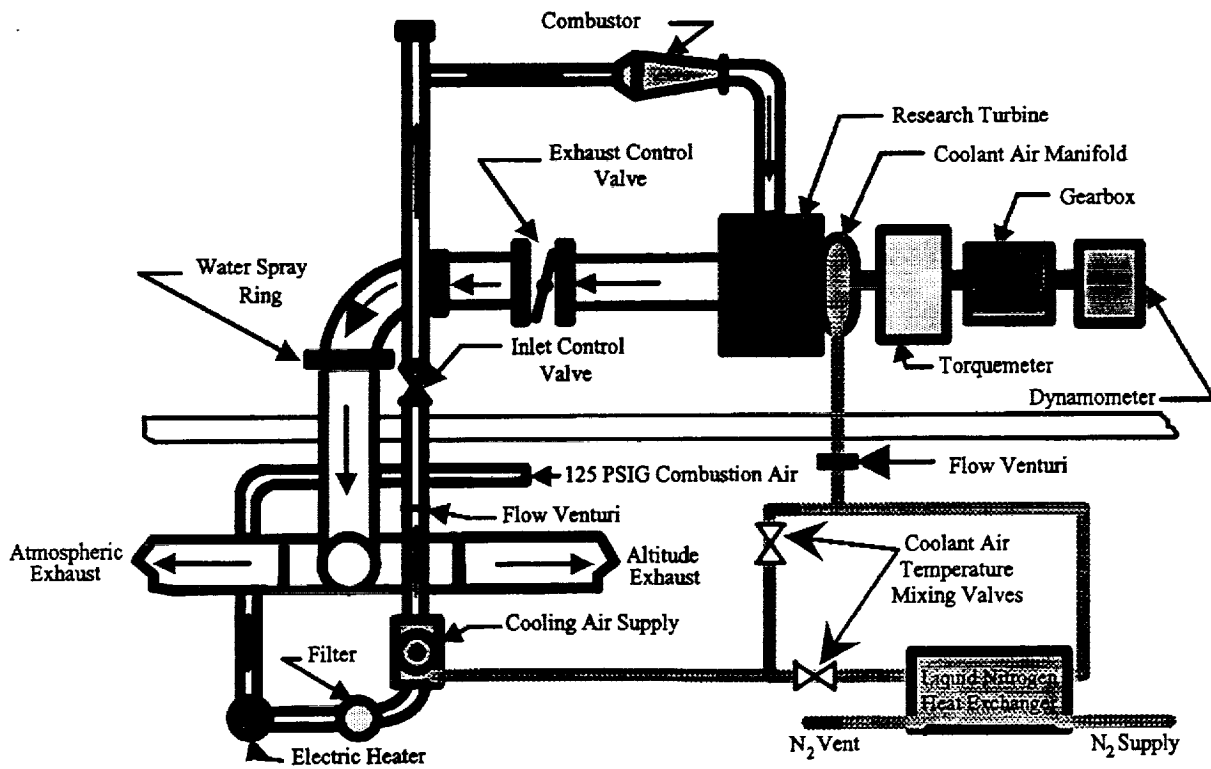 Combustor
Research Turbine
Exhaust Control
Valve
Coolant Air Manifold
Gearbox
Water Spray
Ring
Inlet Control
Valve
Torquemeter
Dynamometer
125 PSIG Combustion Air
Flow Venturi
Flow Venturi
Atmospheric
Exhaust
Altitude
Exhaust
Coolant Air
Temperature
Mixing Valves
Cooling Air Supply
Filter
Liquid Nitrogen
Heat Exchanger
Electric Heater
N2 Vent
N2 Supply